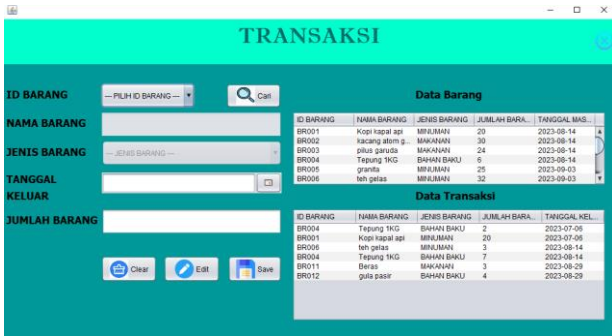 TRANSAKSI
ID BARANG
--- PILIH ID BARANG ---
Cari
NAMA BARANG
JENIS BARANG
--- JENIS BARANG ---
TANGGAL
KELUAR
JUMLAH BARANG
Clear
Edit
Save
Data Barang
ID BARANG NAMA BARANG JENIS BARANG JUMLAH BARA... TANGGAL MAS...
BR001 Kopi kapal api MINUMAN 20 2023-08-14
BR002 kacang atom g... MAKANAN 30 2023-08-14
BR003 pilus garuda MAKANAN 24 2023-08-14
BR004 Tepung 1KG BAHAN BAKU 6 2023-08-14
BR005 granita MINUMAN 25 2023-09-03
BR006 teh gelas MINUMAN 32 2023-09-03
Data Transaksi
ID BARANG NAMA BARANG JENIS BARANG JUMLAH BARA... TANGGAL KEL...
BR004 Tepung 1KG BAHAN BAKU 2 2023-07-06
BR001 Kopi kapal api MINUMAN 20 2023-07-06
BR006 teh gelas MINUMAN 3 2023-08-14
BR004 Tepung 1KG BAHAN BAKU 7 2023-08-14
BR011 Beras MAKANAN 3 2023-08-29
BR012 gula pasir BAHAN BAKU 4 2023-08-29